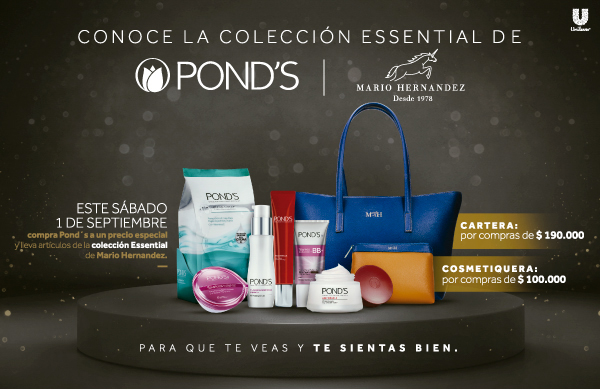 Unilever
CONOCE LA COLECCIÓN ESSENTIAL DE
POND'S
MARIO HERNANDEZ
Desde 1978
ESTE SÁBADO
1 DE SEPTIEMBRE
compra Pond´s a un precio especial
y lleva artículos de la colección Essential
de Mario Hernandez.
POND'S
POND'S
POND'S
POND'S
BB+
POND'S
M H
CARTERA:
por compras de $ 190.000
COSMETIQUERA:
por compras de $ 100.000
PARA QUE TE VEAS Y TE SIENTAS BIEN.